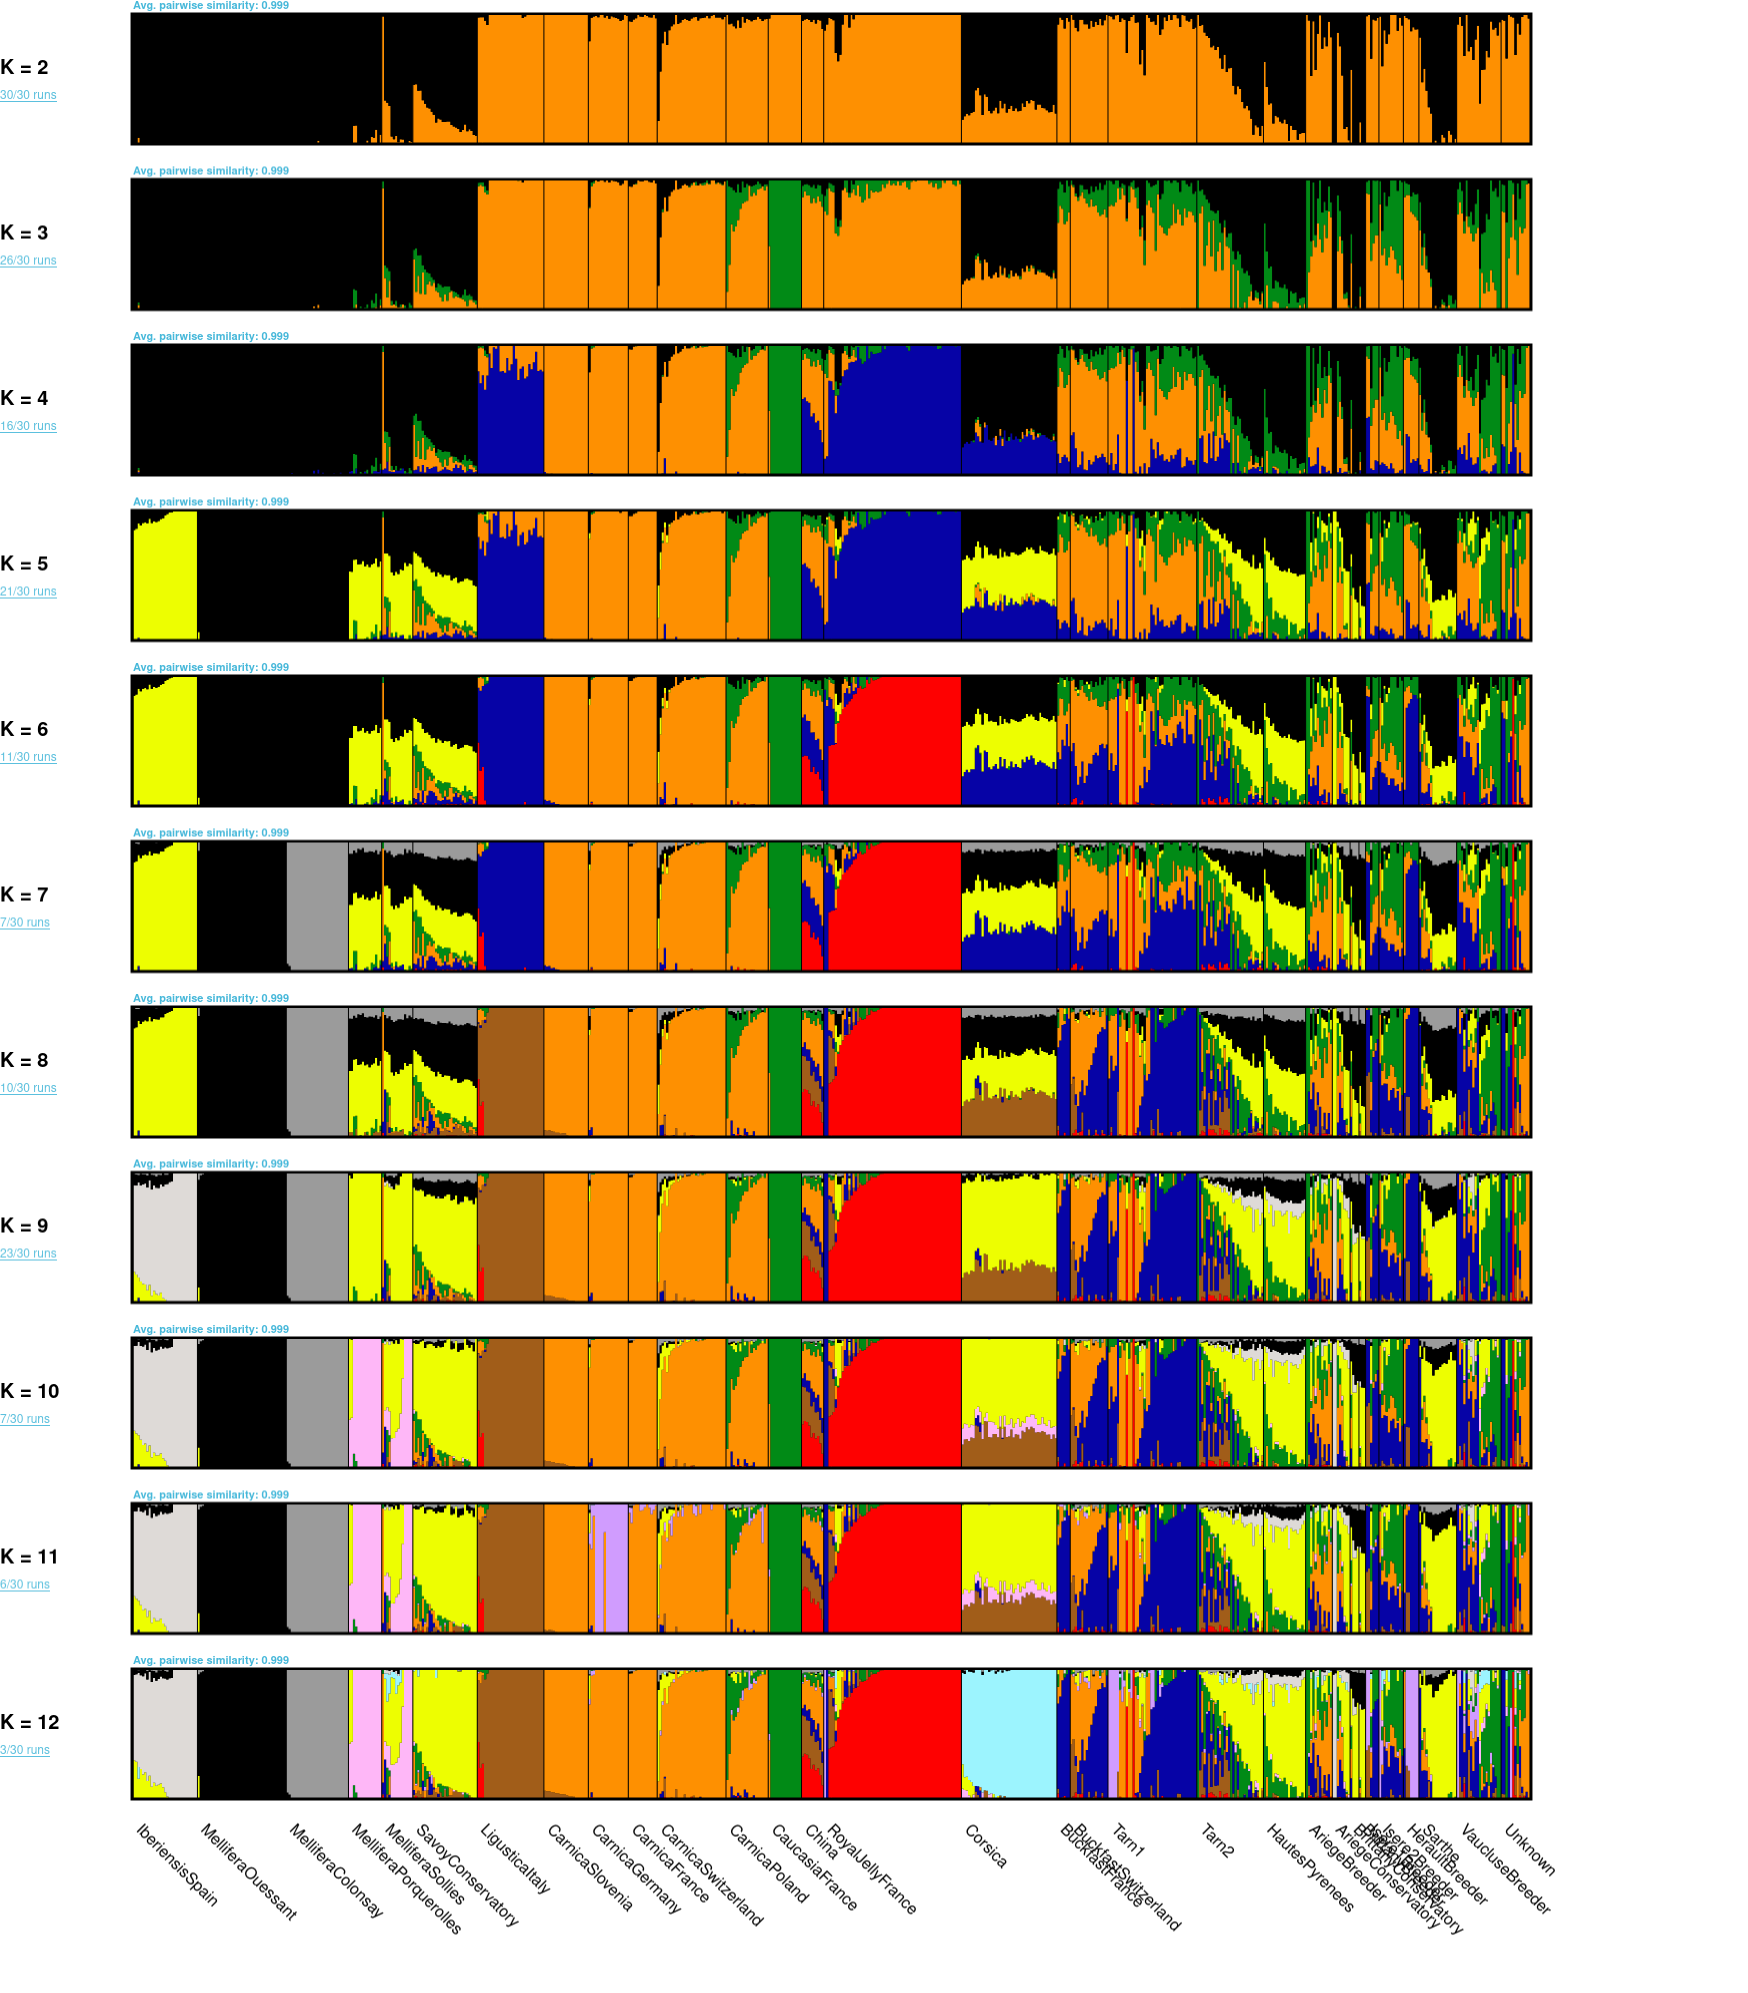 Avg. pairwise similarity: 0.999
K = 2
30/30 runs
Avg. pairwise similarity: 0.999
K = 3
26/30 runs
Avg. pairwise similarity: 0.999
K = 4
16/30 runs
Avg. pairwise similarity: 0.999
K = 5
21/30 runs
Avg. pairwise similarity: 0.999
K = 6
11/30 runs
Avg. pairwise similarity: 0.999
K = 7
7/30 runs
Avg. pairwise similarity: 0.999
K = 8
10/30 runs
Avg. pairwise similarity: 0.999
K = 9
23/30 runs
Avg. pairwise similarity: 0.999
K = 10
7/30 runs
Avg. pairwise similarity: 0.999
K = 11
6/30 runs
Avg. pairwise similarity: 0.999
K = 12
3/30 runs
IberiensisSpain
MelliferaOuessant
MelliferaColonsay
MelliferaPorquerolles
MelliferaSollies
SavoyConservatory
LigusticaItaly
CarnicaSlovenia
CarnicaGermany
CarnicaFrance
CarnicaSwitzerland
CarnicaPoland
CaucasiaFrance
China
RoyalJellyFrance
Corsica
BuckfastFrance
BuckfastSwitzerland
Tarn1
Tarn2
HautesPyrenees
AriegeBreeder
AriegeConservatory
Isere2Breeder
HeraultBreeder
Sarthe
VaucluseBreeder
Unknown